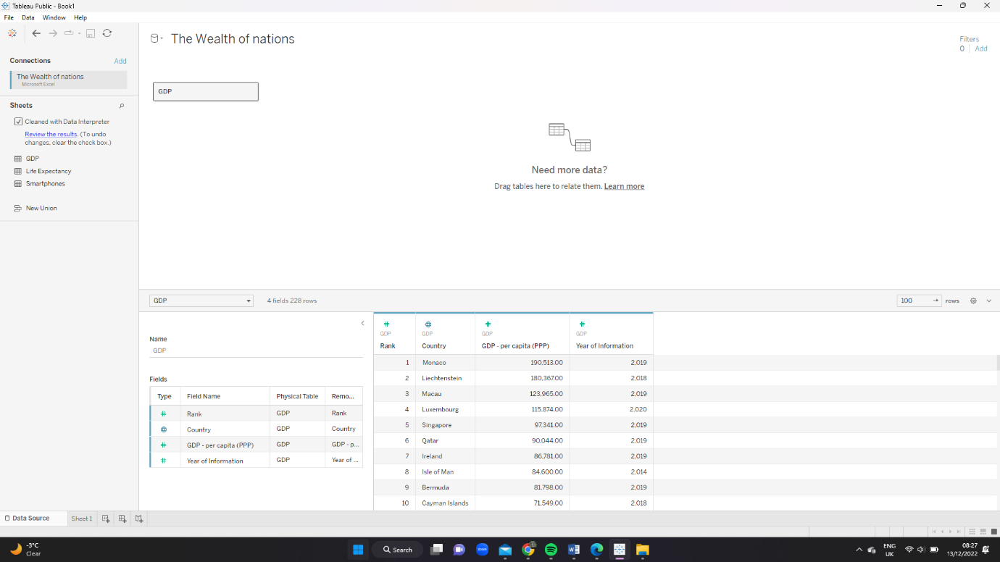 Tableau Public - Book1
File Data Window Help
Connections Add
The Wealth of nations
Microsoft Excel
Sheets
Cleaned with Data Interpreter
Review the results. (To undo
changes, clear the check box.)
GDP
Life Expectancy
Smartphones
New Union
The Wealth of nations
Filters
0 Add
GDP
Need more data?
Drag tables here to relate them. Learn more
GDP 4 fields 228 rows 100 rows
Name
GDP
Fields
Type Field Name Physical Table Remo...
# Rank GDP Rank
Country GDP Country
# GDP - per capita (PPP) GDP GDP - p...
# Year of Information GDP Year of ...
# # #
GDP GDP GDP GDP
Rank Country GDP - per capita (PPP) Year of Information
1 Monaco 190,513.00 2,019
2 Liechtenstein 180,367.00 2,018
3 Macau 123,965.00 2,019
4 Luxembourg 115,874.00 2,020
5 Singapore 97,341.00 2,019
6 Qatar 90,044.00 2,019
7 Ireland 86,781.00 2,019
8 Isle of Man 84,600.00 2,014
9 Bermuda 81,798.00 2,019
10 Cayman Islands 71,549.00 2,018
Data Source Sheet 1
-3°C
Clear
Search
zoom
ENG
UK
08:27
13/12/2022